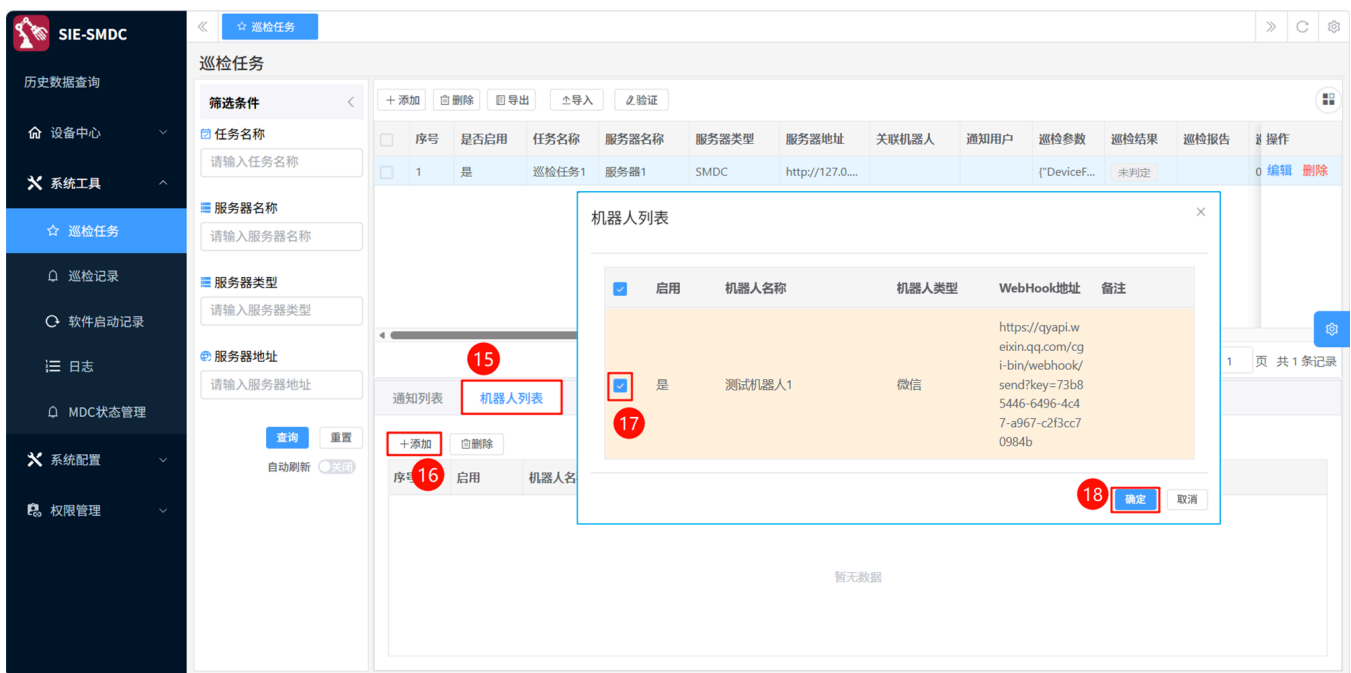 SIE-SMDC
历史数据查询
设备中心
系统工具
巡检任务
巡检记录
软件启动记录
日志
MDC状态管理
系统配置
权限管理
巡检任务
巡检任务
筛选条件
任务名称
请输入任务名称
服务器名称
请输入服务器名称
服务器类型
请输入服务器类型
服务器地址
请输入服务器地址
查询 重置
自动刷新 关闭
添加 删除 导出 导入 验证
序号 是否启用 任务名称 服务器名称 服务器类型 服务器地址 关联机器人 通知用户 巡检参数 巡检结果 巡检报告 操作
1 是 巡检任务1 服务器1 SMDC http://127.0.... {"DeviceF... 未判定 0 编辑 删除
1 页 共 1 条记录
15
通知列表 机器人列表
添加 删除
16
序号 启用 机器人名
暂无数据
机器人列表
启用 机器人名称 机器人类型 WebHook地址 备注
是 测试机器人1 微信
https://qyapi.w
eixin.qq.com/cg
i-bin/webhook/
send?key=73b8
5446-6496-4c4
7-a967-c2f3cc7
0984b
17
18
确定 取消